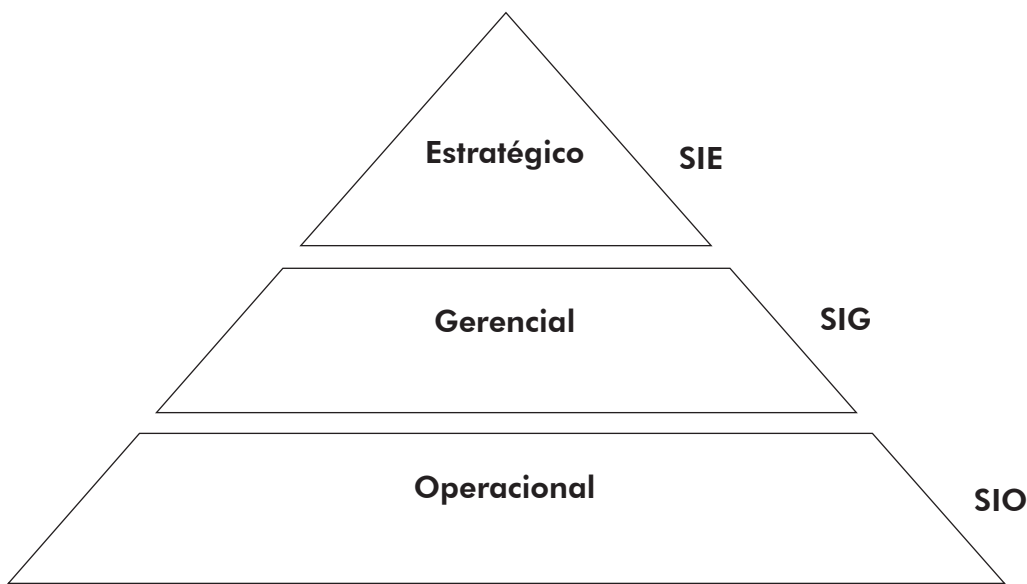 Estratégico
SIE
Gerencial
SIG
Operacional
SIO